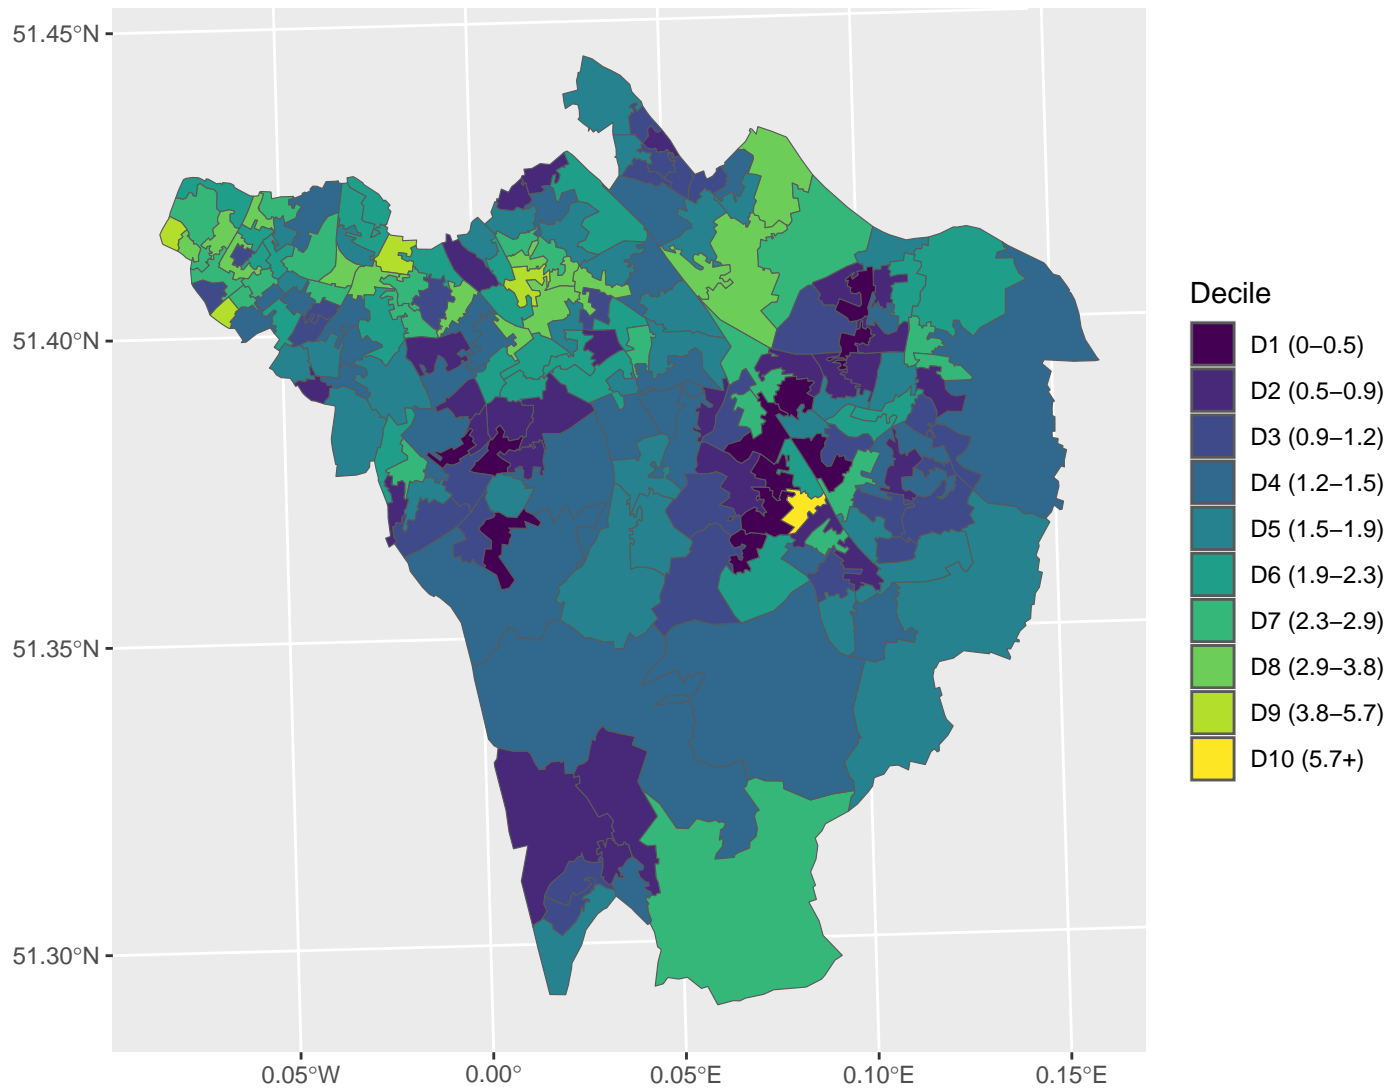 51.45°N
51.40°N
51.35°N
51.30°N
0.05°W
0.00°
0.05°E
0.10°E
0.15°E
Decile
D1 (0–0.5)
D2 (0.5–0.9)
D3 (0.9–1.2)
D4 (1.2–1.5)
D5 (1.5–1.9)
D6 (1.9–2.3)
D7 (2.3–2.9)
D8 (2.9–3.8)
D9 (3.8–5.7)
D10 (5.7+)